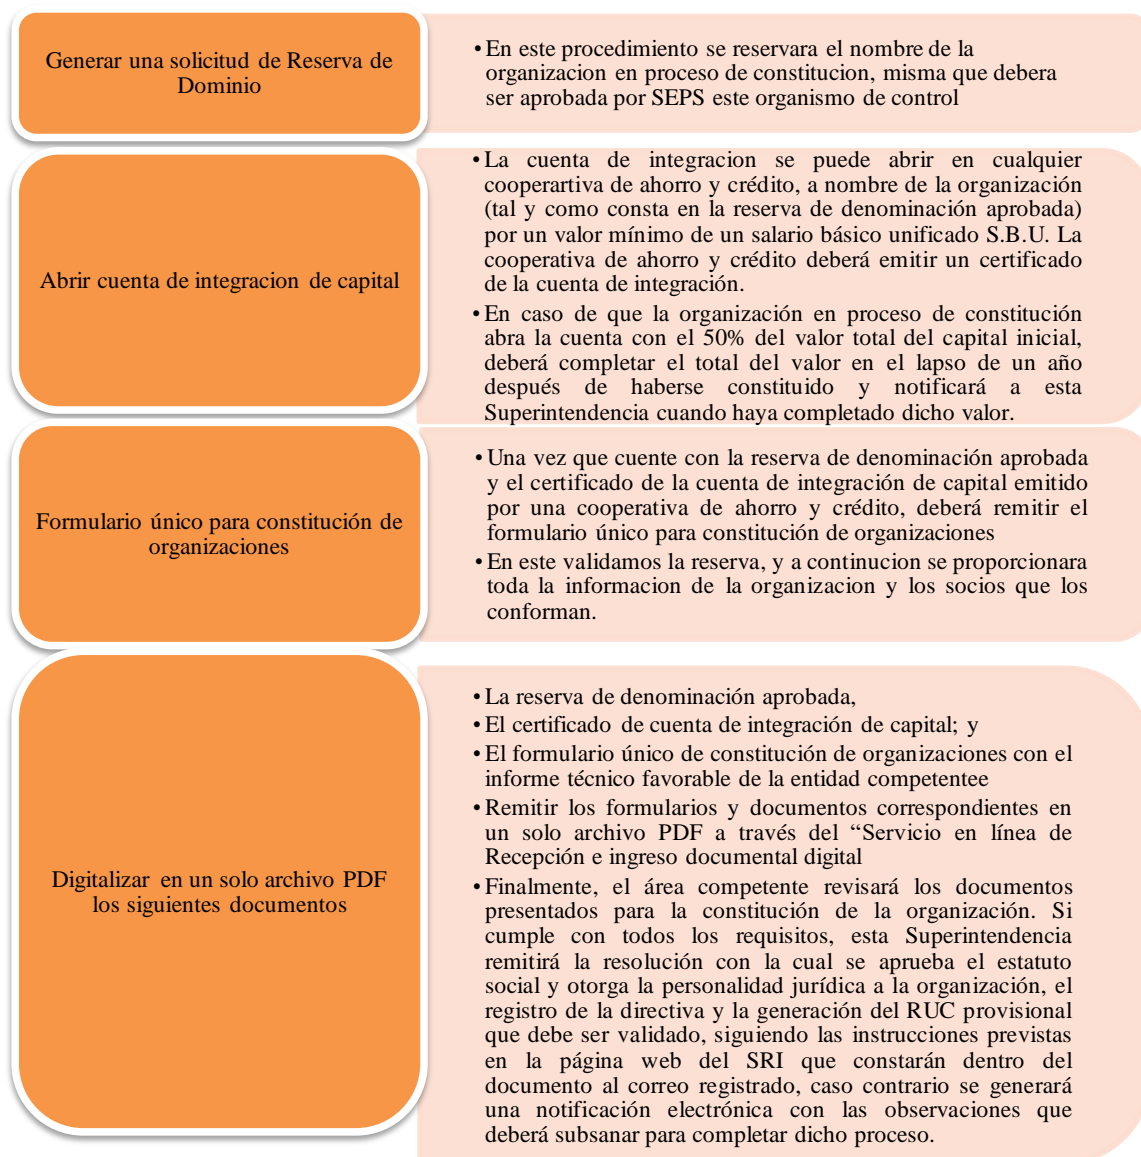 Generar una solicitud de Reserva de
Dominio
• En este procedimiento se reservara el nombre de la
organizacion en proceso de constitucion, misma que debera
ser aprobada por SEPS este organismo de control
Abrir cuenta de integracion de capital
• La cuenta de integracion se puede abrir en cualquier
cooperartiva de ahorro y crédito, a nombre de la organización
(tal y como consta en la reserva de denominación aprobada)
por un valor mínimo de un salario básico unificado S.B.U. La
cooperativa de ahorro y crédito deberá emitir un certificado
de la cuenta de integración.
• En caso de que la organización en proceso de constitución
abra la cuenta con el 50% del valor total del capital inicial,
deberá completar el total del valor en el lapso de un año
después de haberse constituido y notificará a esta
Superintendencia cuando haya completado dicho valor.
Formulario único para constitución de
organizaciones
• Una vez que cuente con la reserva de denominación aprobada
y el certificado de la cuenta de integración de capital emitido
por una cooperativa de ahorro y crédito, deberá remitir el
formulario único para constitución de organizaciones
• En este validamos la reserva, y a continucion se proporcionara
toda la informacion de la organizacion y los socios que los
conforman.
Digitalizar en un solo archivo PDF
los siguientes documentos
• La reserva de denominación aprobada,
• El certificado de cuenta de integración de capital; y
• El formulario único de constitución de organizaciones con el
informe técnico favorable de la entidad competentee
• Remitir los formularios y documentos correspondientes en
un solo archivo PDF a través del “Servicio en línea de
Recepción e ingreso documental digital
• Finalmente, el área competente revisará los documentos
presentados para la constitución de la organización. Si
cumple con todos los requisitos, esta Superintendencia
remitirá la resolución con la cual se aprueba el estatuto
social y otorga la personalidad jurídica a la organización, el
registro de la directiva y la generación del RUC provisional
que debe ser validado, siguiendo las instrucciones previstas
en la página web del SRI que constarán dentro del
documento al correo registrado, caso contrario se generará
una notificación electrónica con las observaciones que
deberá subsanar para completar dicho proceso.